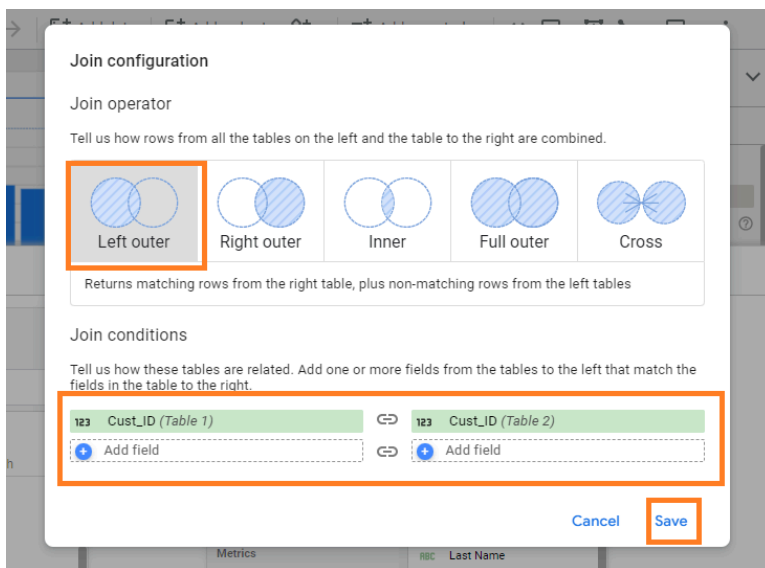 Join configuration
Join operator
Tell us how rows from all the tables on the left and the table to the right are combined.
Left outer
Right outer
Inner
Full outer
Cross
Returns matching rows from the right table, plus non-matching rows from the left tables
Join conditions
Tell us how these tables are related. Add one or more fields from the tables to the left that match the
fields in the table to the right.
123 Cust_ID (Table 1)
123 Cust_ID (Table 2)
Add field
Add field
Cancel
Save
Metrics
ABC Last Name